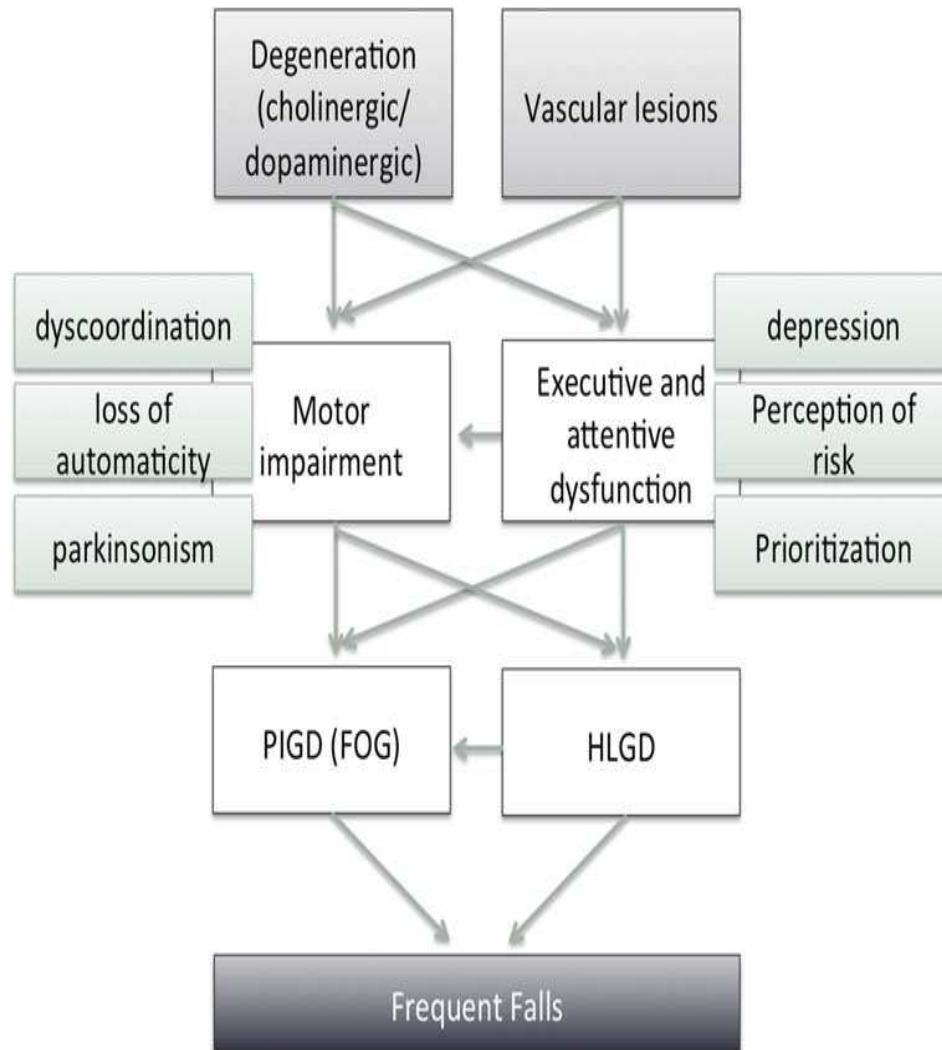 Degeneration
(cholinergic/
dopaminergic)
Vascular lesions
dyscoordination
loss of
automaticity
parkinsonism
Motor
impairment
Executive and
attentive
dysfunction
depression
Perception of
risk
Prioritization
PIGD (FOG)
HLGD
Frequent Falls